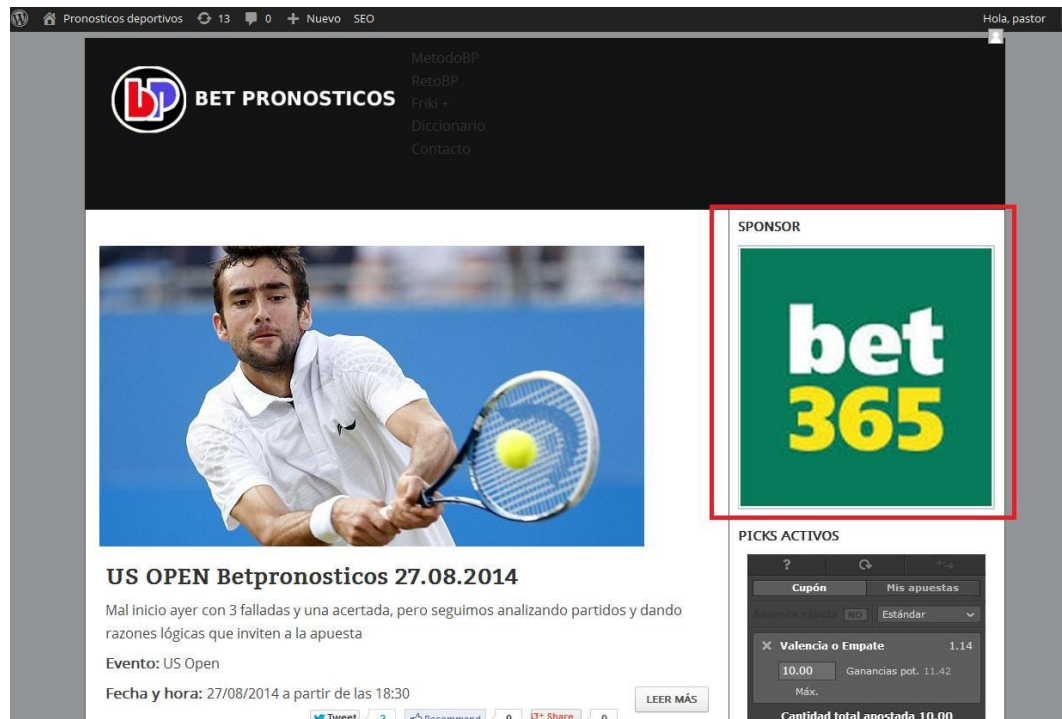 Pronosticos deportivos 13 0 + Nuevo SEO Hola, pastor
MetodoBP
RetoBP
Friki +
Diccionario
Contacto
bp BET PRONOSTICOS
SPONSOR
bet
365
US OPEN Betpronosticos 27.08.2014
Mal inicio ayer con 3 falladas y una acertada, pero seguimos analizando partidos y dando
razones lógicas que inviten a la apuesta
Evento: US Open
Fecha y hora: 27/08/2014 a partir de las 18:30
LEER MÁS
Tweet 2 Recommend 0 Share 0
PICKS ACTIVOS
?
Cupón Mis apuestas
NO Estándar
Valencia o Empate 1.14
10.00 Ganancias pot. 11.42
Máx.
Cantidad total apostada 10.00